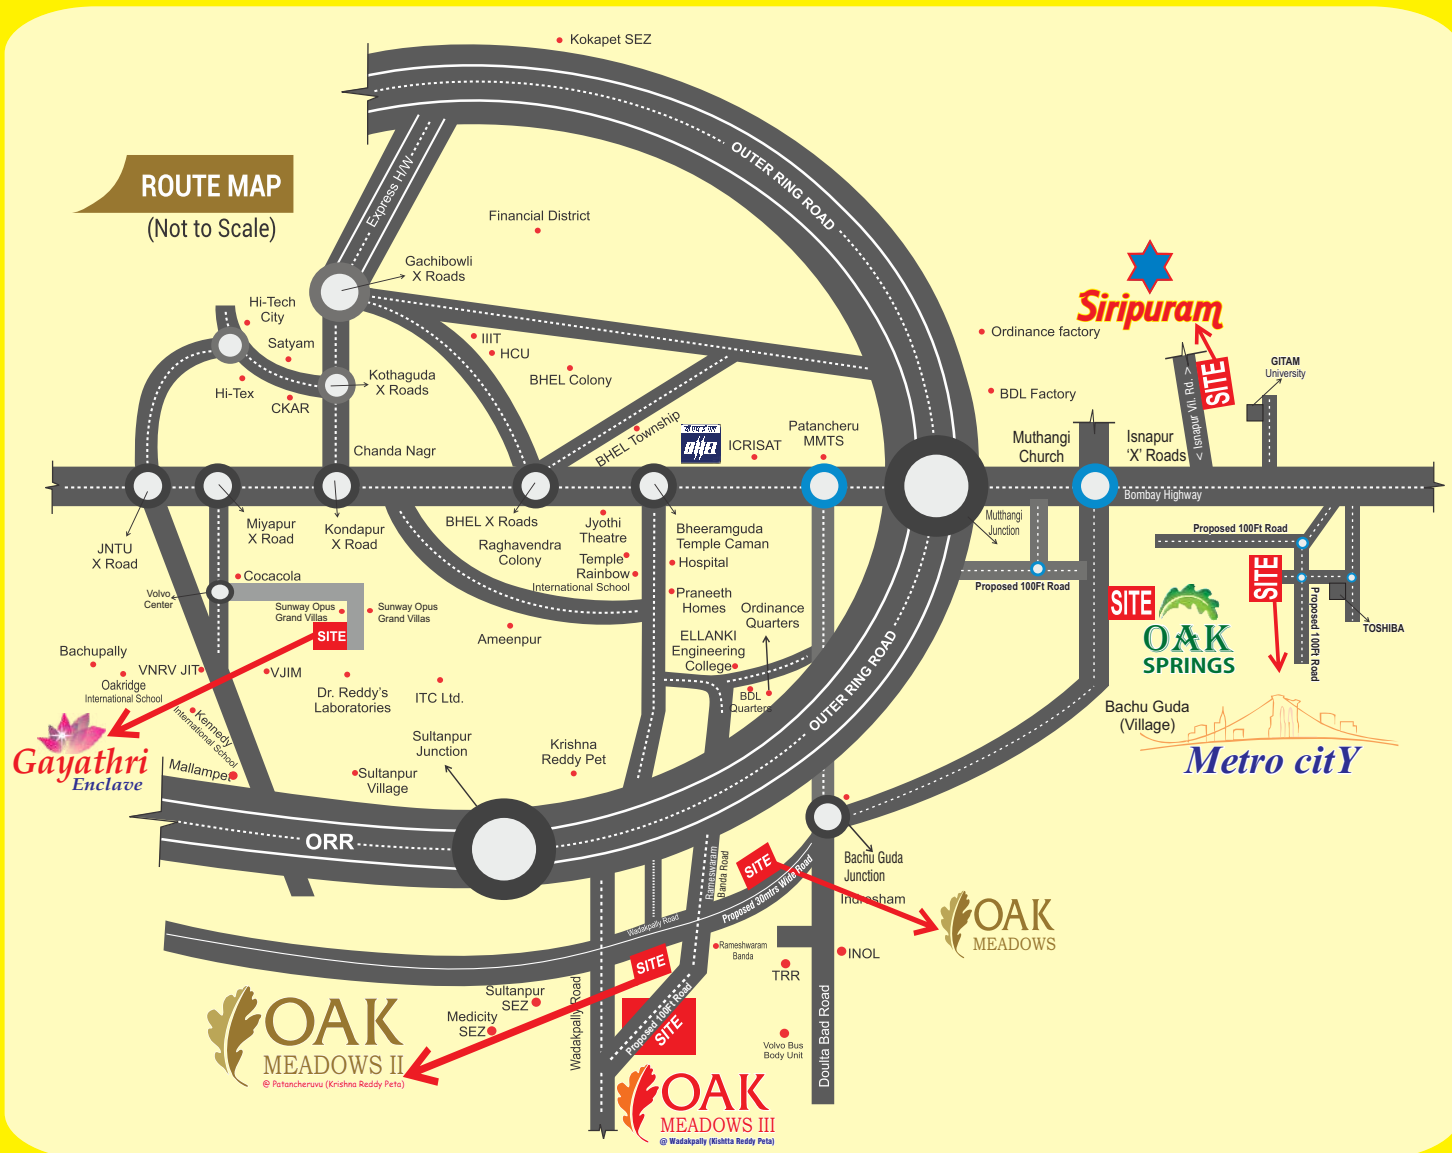 Kokapet SEZ
OUTER RING ROAD
Express H/W
ROUTE MAP
(Not to Scale)
Financial District
Gachibowli
X Roads
Hi-Tech
City
Satyam
Hi-Tex
CKAR
Kothaguda
X Roads
IIIT
HCU
BHEL Colony
BHEL Township
Chanda Nagr
BHEL
ICRISAT
Patancheru
MMTS
Siripuram
Ordinance factory
BDL Factory
SITE
< Isnapur Vil. Rd. >
GITAM
University
Muthangi
Church
Isnapur
‘X’ Roads
Bombay Highway
JNTU
X Road
Miyapur
X Road
Kondapur
X Road
BHEL X Roads
Raghavendra
Colony
Jyothi
Theatre
Temple
Rainbow
International School
Bheeramguda
Temple Caman
Hospital
Praneeth
Homes
Ordinance
Quarters
ELLANKI
Engineering
College
BDL
Quarters
Mutthangi
Junction
Proposed 100Ft Road
Proposed 100Ft Road
SITE
Proposed 100Ft Road
TOSHIBA
SITE
OAK
SPRINGS
Volvo
Center
Cocacola
Sunway Opus
Grand Villas
Sunway Opus
Grand Villas
SITE
Ameenpur
Bachupally
Oakridge
International School
VNRV JIT
VJIM
Dr. Reddy’s
Laboratories
ITC Ltd.
Kennedy
International School
Mallampet
Gayathri
Enclave
Sultanpur
Junction
Sultanpur
Village
Krishna
Reddy Pet
OUTER RING ROAD
Bachu Guda
(Village)
Metro citY
ORR
Rameswaram
Banda Road
SITE
Proposed 30mtrs Wide Road
Bachu Guda
Junction
Indresham
OAK
MEADOWS
Wadakpally Road
SITE
Rameshwaram
Banda
TRR
INOL
Sultanpur
SEZ
Medicity
SEZ
Wadakpally Road
Proposed 100Ft Road
SITE
Volvo Bus
Body Unit
Doulta Bad Road
OAK
MEADOWS II
@ Patancheruvu (Krishna Reddy Peta)
OAK
MEADOWS III
@ Wadakpally (Kishtta Reddy Peta)